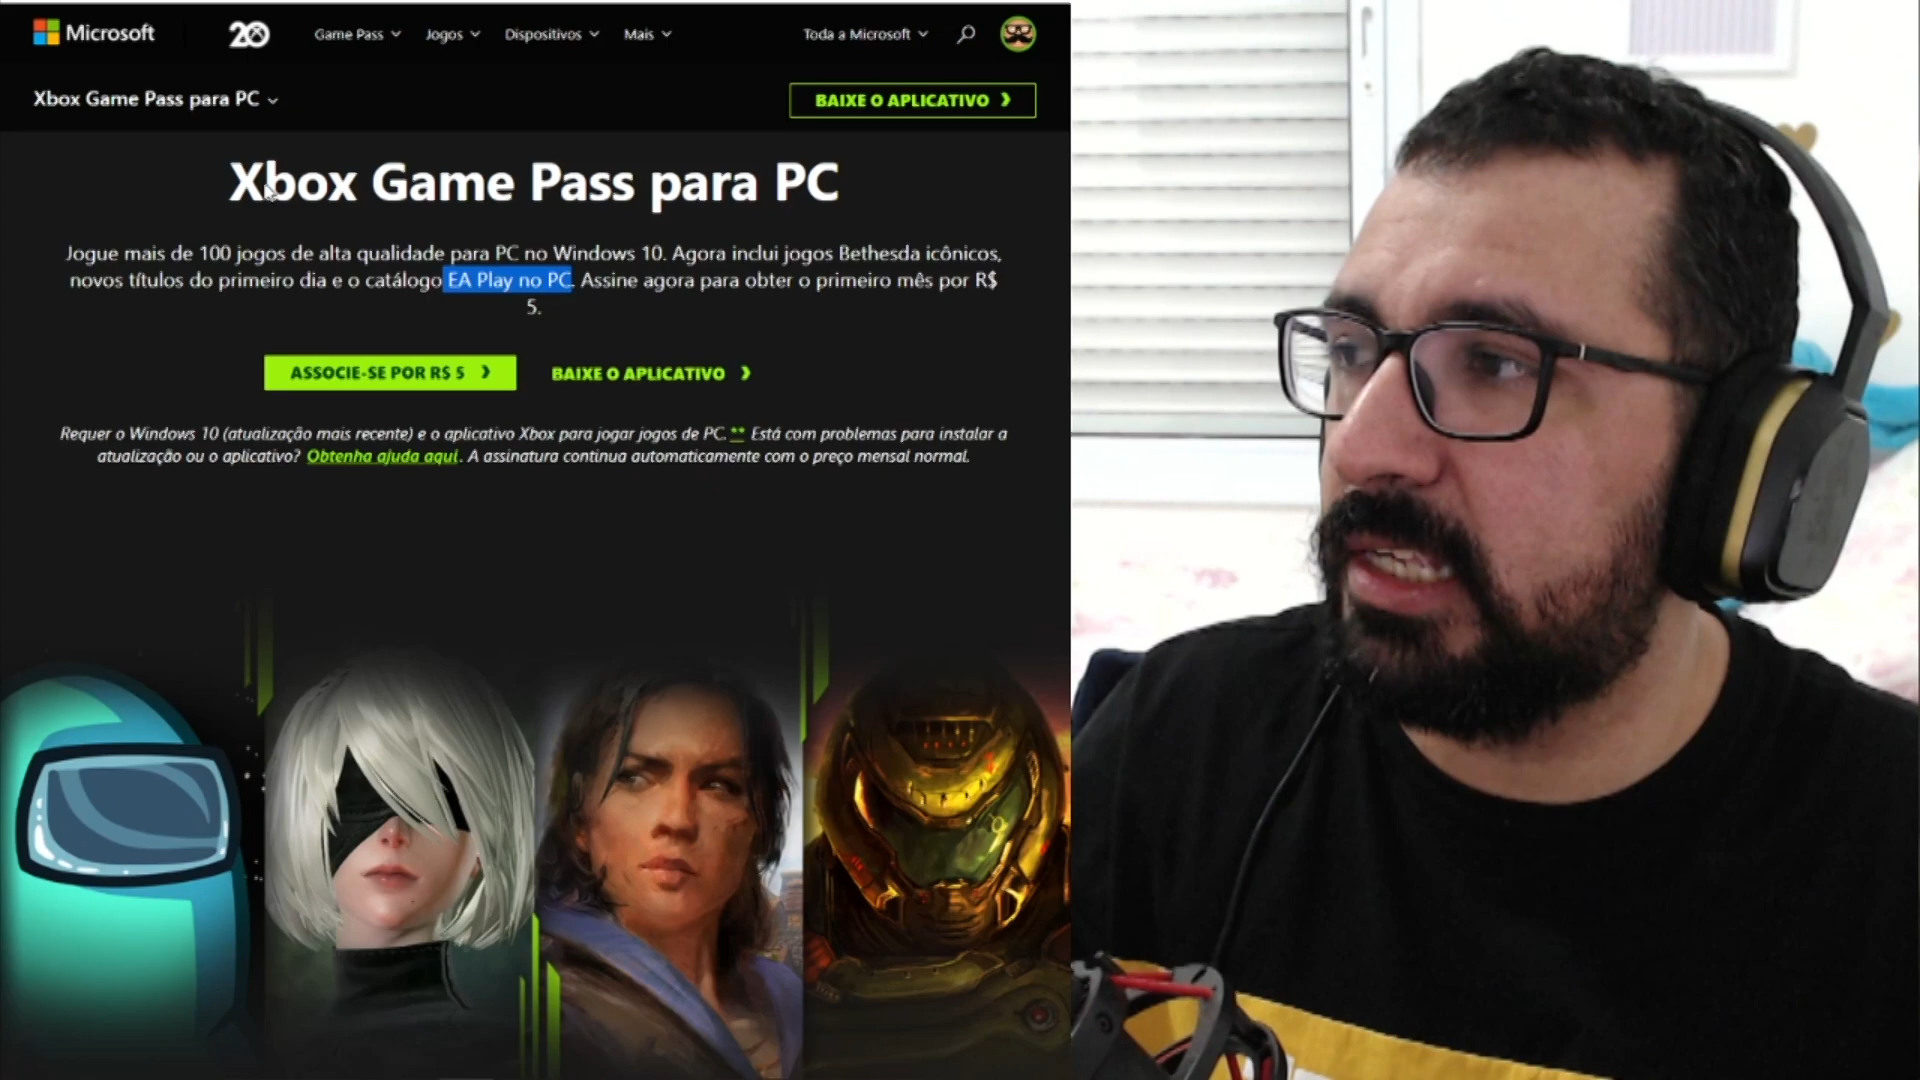 Microsoft
20
Game Pass
Jogos
Dispositivos
Mais
Toda a Microsoft
Xbox Game Pass para PC
BAIXE O APLICATIVO
Xbox Game Pass para PC
Jogue mais de 100 jogos de alta qualidade para PC no Windows 10. Agora inclui jogos Bethesda icônicos,
novos títulos do primeiro dia e o catálogo EA Play no PC. Assine agora para obter o primeiro mês por R$
5.
ASSOCIE-SE POR R$ 5
BAIXE O APLICATIVO
Requer o Windows 10 (atualização mais recente) e o aplicativo Xbox para jogar jogos de PC. ** Está com problemas para instalar a
atualização ou o aplicativo? Obtenha ajuda aqui. A assinatura continua automaticamente com o preço mensal normal.